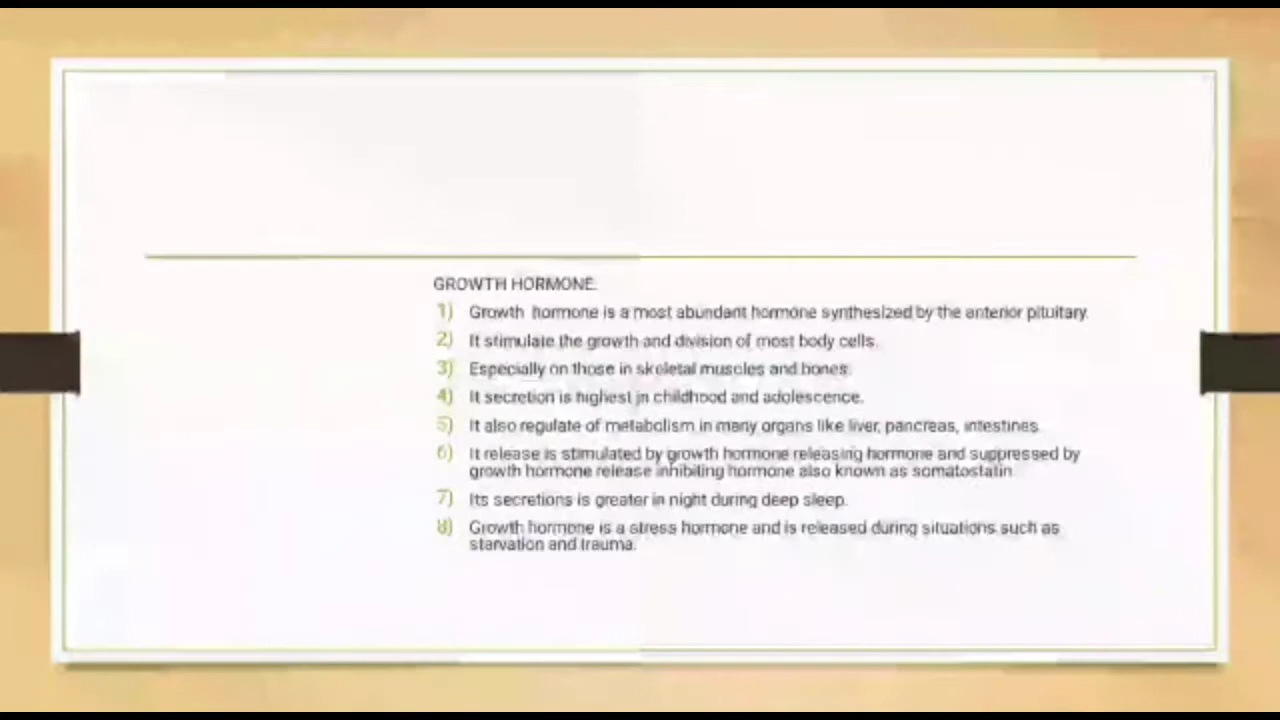 GROWTH HORMONE.
1) Growth hormone is a most abundant hormone synthesized by the anterior pituitary.
2) It stimulate the growth and division of most body cells.
3) Especially on those in skeletal muscles and bones.
4) It secretion is highest in childhood and adolescence.
5) It also regulate of metabolism in many organs like liver, pancreas, intestines.
6) It release is stimulated by growth hormone releasing hormone and suppressed by
growth hormone release inhibiting hormone also known as somatostatin.
7) Its secretions is greater in night during deep sleep.
8) Growth hormone is a stress hormone and is released during situations such as
starvation and trauma.